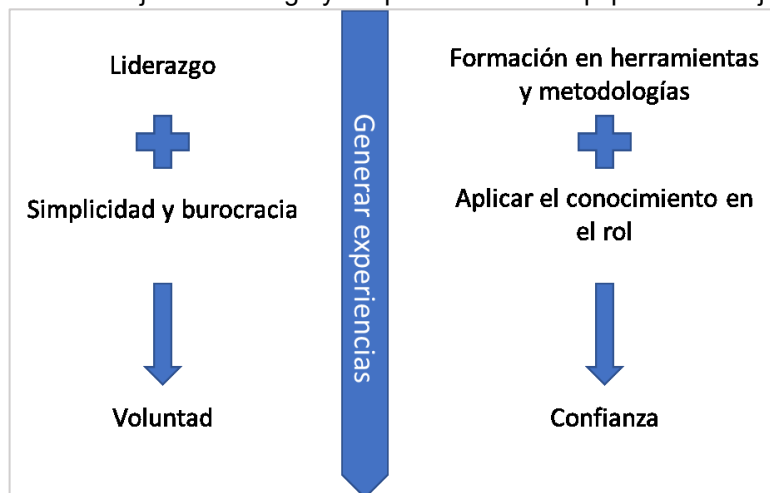 Liderazgo
Simplicidad y burocracia
Voluntad
Generar experiencias
Formación en herramientas
y metodologías
Aplicar el conocimiento en
el rol
Confianza